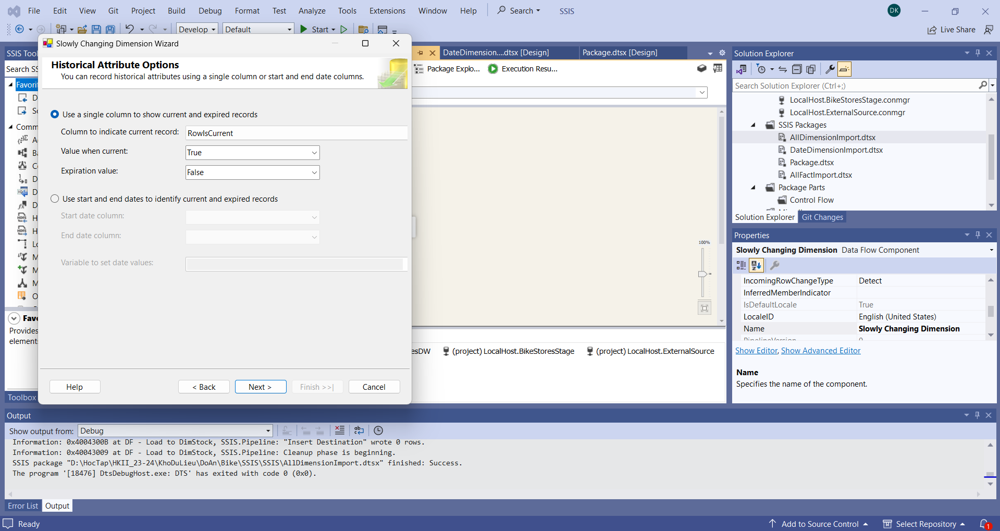 File Edit View Git Project Build Debug Format Test Analyze Tools Extensions Window Help Search SSIS DK
Develop Default Start Live Share
SSIS Tool
Search SS
Favorit
D
Sc
Comm
A
Ba
C
D
D
D
H
H
Lo
M
M
M
O
Favo
Provides
element
Toolbox
Slowly Changing Dimension Wizard
Historical Attribute Options
You can record historical attributes using a single column or start and end date columns.
Use a single column to show current and expired records
Column to indicate current record: RowIsCurrent
Value when current: True
Expiration value: False
Use start and end dates to identify current and expired records
Start date column:
End date column:
Variable to set date values:
Help < Back Next > Finish >>| Cancel
DateDimension....dtsx [Design] Package.dtsx [Design]
Package Explo... Execution Resu...
100%
esDW (project) LocalHost.BikeStoresStage (project) LocalHost.ExternalSource
Solution Explorer
Search Solution Explorer (Ctrl+;)
LocalHost.BikeStoresStage.conmgr
LocalHost.ExternalSource.conmgr
SSIS Packages
AllDimensionImport.dtsx
DateDimensionImport.dtsx
Package.dtsx
AllFactImport.dtsx
Package Parts
Control Flow
Solution Explorer Git Changes
Properties
Slowly Changing Dimension Data Flow Component
IncomingRowChangeType Detect
InferredMemberIndicator
IsDefaultLocale True
LocaleID English (United States)
Name Slowly Changing Dimension
PipelineVersion 0
Show Editor, Show Advanced Editor
Name
Specifies the name of the component.
Output
Show output from: Debug
Information: 0x4004300B at DF - Load to DimStock, SSIS.Pipeline: "Insert Destination" wrote 0 rows.
Information: 0x40043009 at DF - Load to DimStock, SSIS.Pipeline: Cleanup phase is beginning.
SSIS package "D:\HocTap\HKII_23-24\KhoDuLieu\DoAn\Bike\SSIS\SSIS\AllDimensionImport.dtsx" finished: Success.
The program '[18476] DtsDebugHost.exe: DTS' has exited with code 0 (0x0).
Error List Output
Ready Add to Source Control Select Repository 1